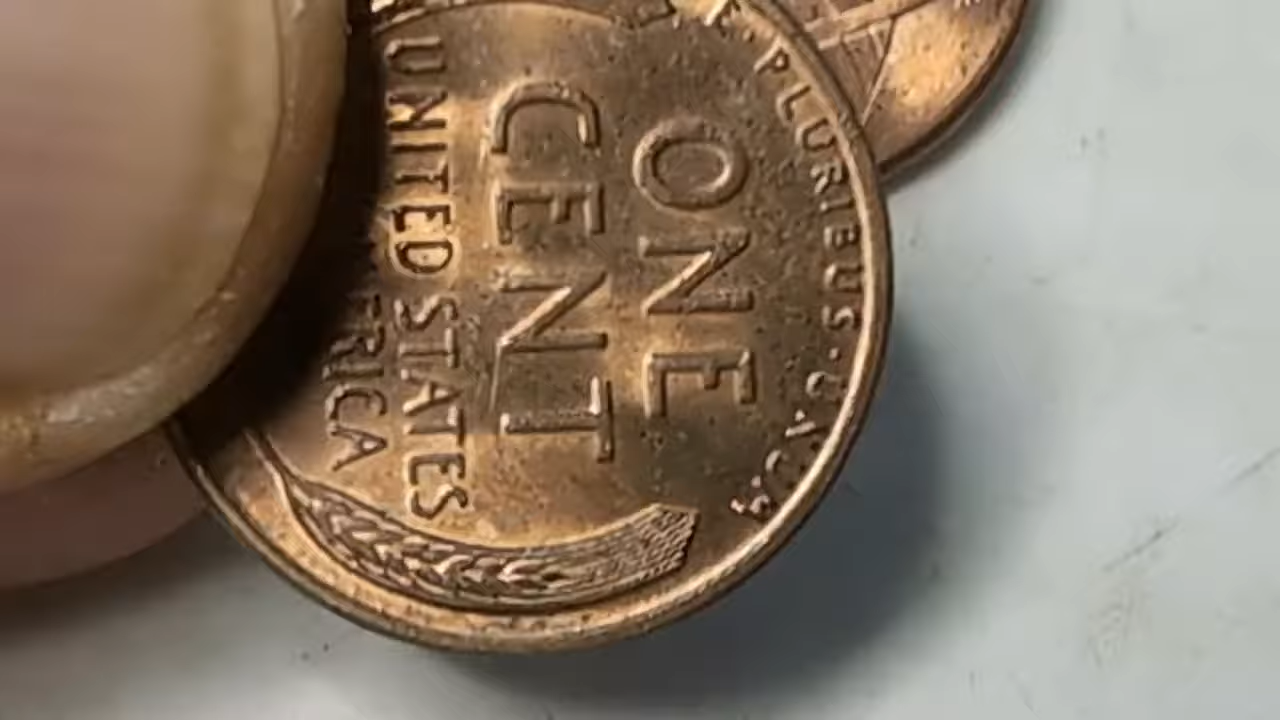 PLURIBUS · U
ONE
CENT
UNITED STATES
RICA